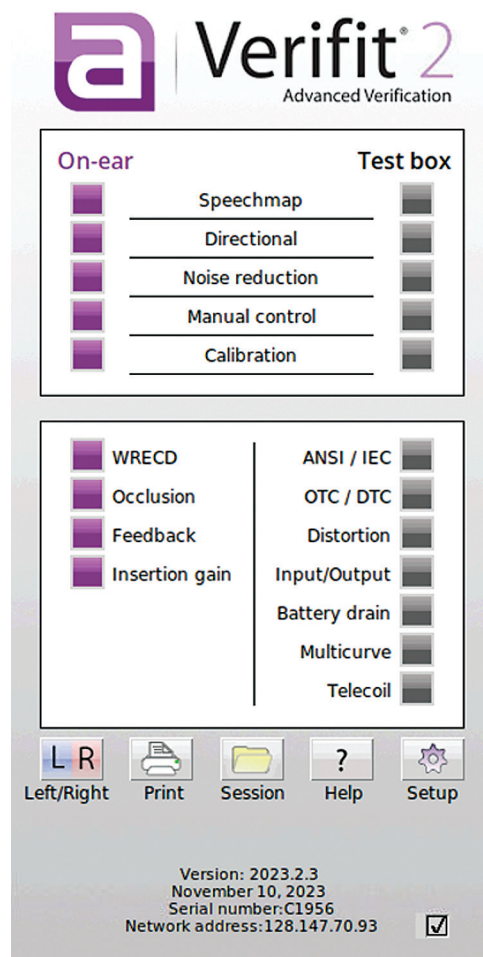 a Verifit® 2
Advanced Verification
On-ear Test box
Speechmap
Directional
Noise reduction
Manual control
Calibration
WRECD ANSI / IEC
Occlusion OTC / DTC
Feedback Distortion
Insertion gain Input/Output
Battery drain
Multicurve
Telecoil
L R ?
Left/Right Print Session Help Setup
Version: 2023.2.3
November 10, 2023
Serial number:C1956
Network address:128.147.70.93